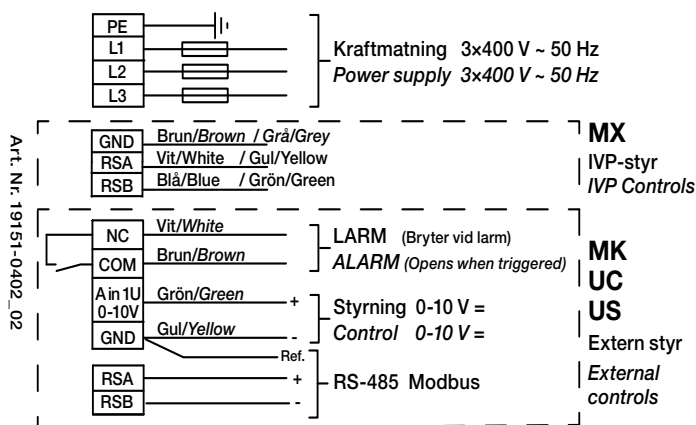 PE
L1
L2
L3
Kraftmatning 3×400 V ~ 50 Hz
Power supply 3×400 V ~ 50 Hz
GND Brun/Brown / Grå/Grey
RSA Vit/White / Gul/Yellow
RSB Blå/Blue / Grön/Green
MX
IVP-styr
IVP Controls
Art. Nr. 19151-0402_02
NC Vit/White
COM Brun/Brown
LARM (Bryter vid larm)
ALARM (Opens when triggered)
A in 1U
0-10V
Grön/Green +
GND Gul/Yellow -
Styrning 0-10 V =
Control 0-10 V =
Ref.
RSA +
RSB -
RS-485 Modbus
MK
UC
US
Extern styr
External
controls